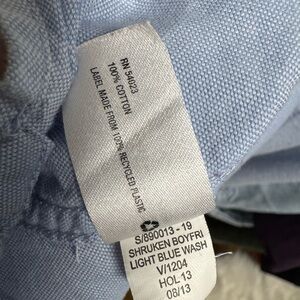 RN 54023
100% COTTON
LABEL MADE FROM 100% RECYCLED PLASTIC
S/890013 - 19
SHRUKEN BOYFRI
LIGHT BLUE WASH
V/1204
HOL 13
08/13